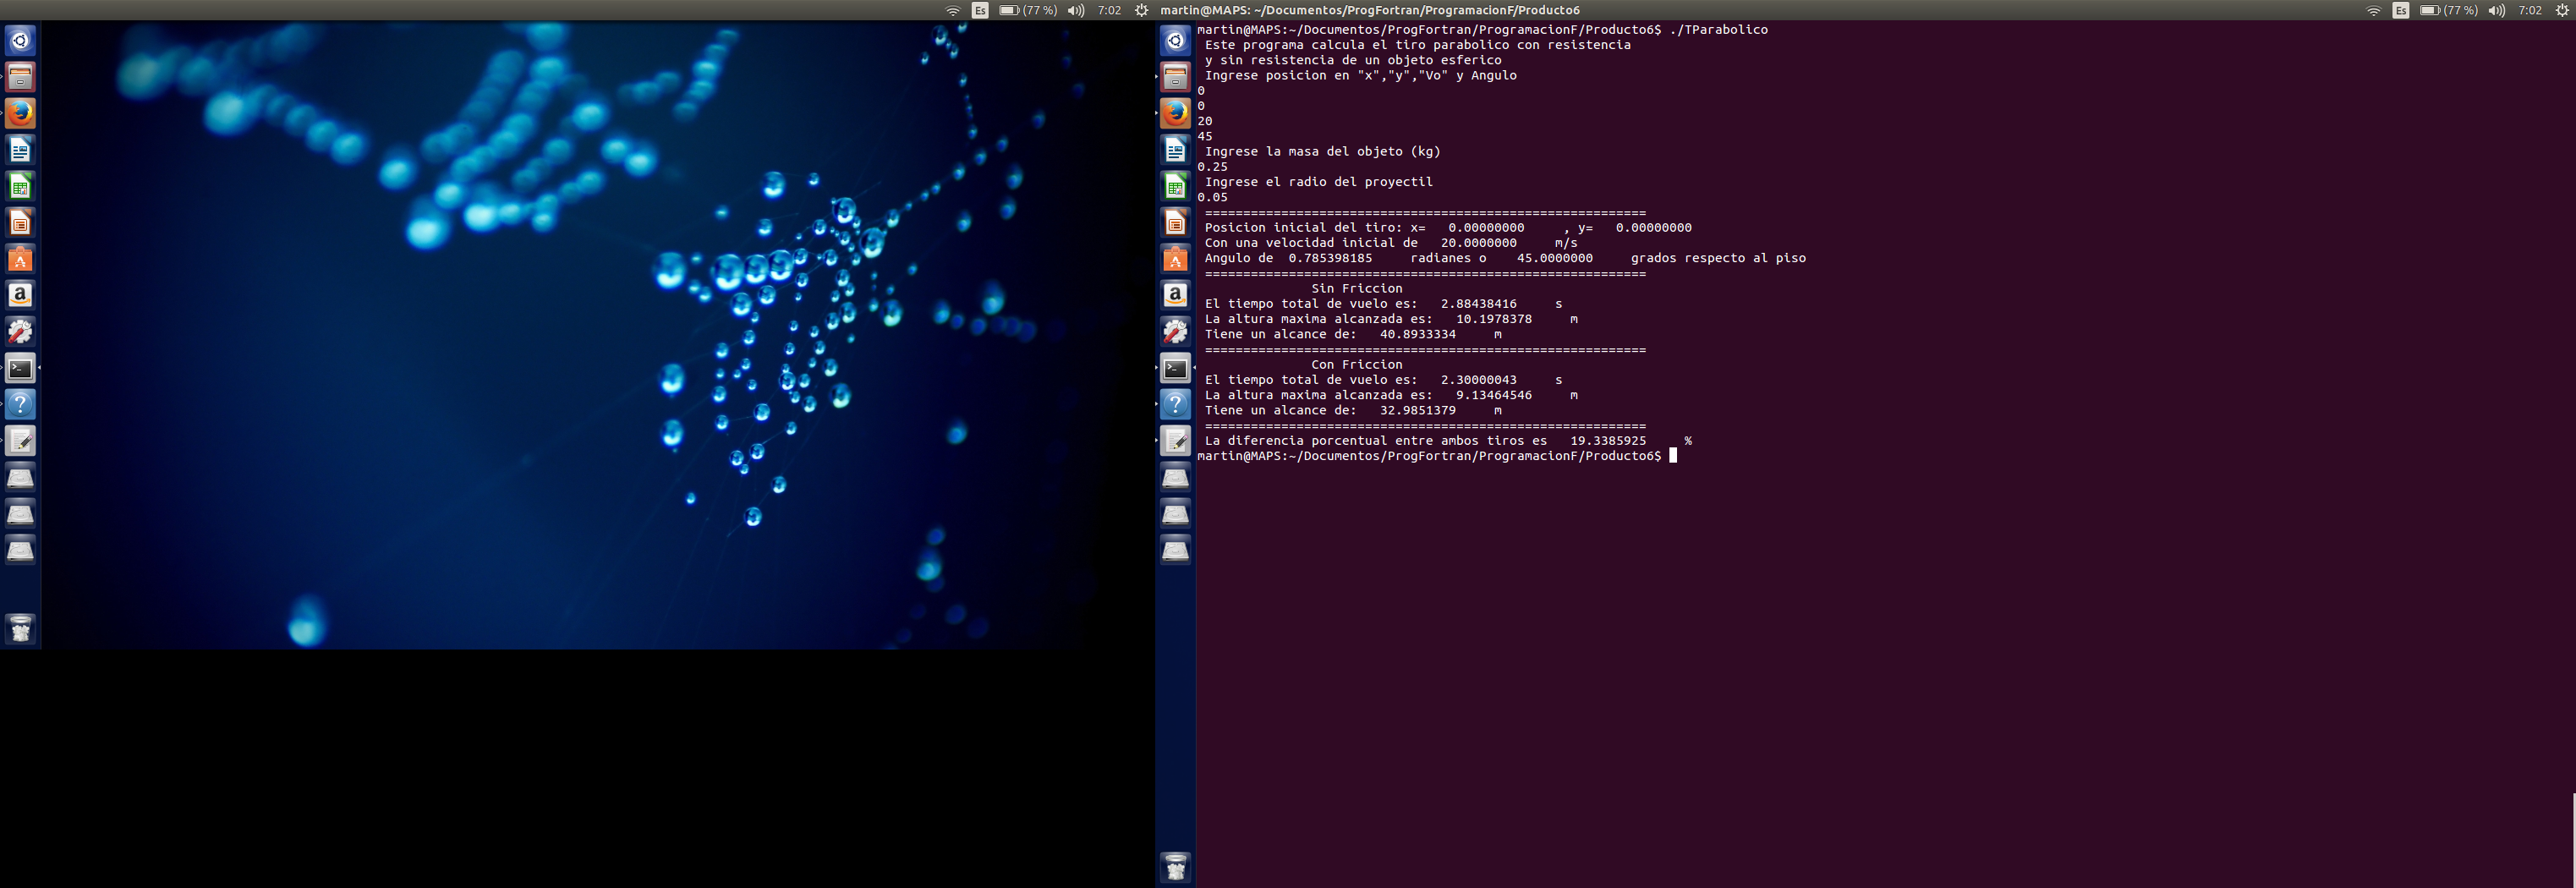 Es (77 %) 7:02
martin@MAPS: ~/Documentos/ProgFortran/ProgramacionF/Producto6 Es (77 %) 7:02
martin@MAPS:~/Documentos/ProgFortran/ProgramacionF/Producto6$ ./TParabolico
Este programa calcula el tiro parabolico con resistencia
y sin resistencia de un objeto esferico
Ingrese posicion en "x","y","Vo" y Angulo
0
0
20
45
Ingrese la masa del objeto (kg)
0.25
Ingrese el radio del proyectil
0.05
==========================================================
Posicion inicial del tiro: x= 0.00000000 , y= 0.00000000
Con una velocidad inicial de 20.0000000 m/s
Angulo de 0.785398185 radianes o 45.0000000 grados respecto al piso
==========================================================
Sin Friccion
El tiempo total de vuelo es: 2.88438416 s
La altura maxima alcanzada es: 10.1978378 m
Tiene un alcance de: 40.8933334 m
==========================================================
Con Friccion
El tiempo total de vuelo es: 2.30000043 s
La altura maxima alcanzada es: 9.13464546 m
Tiene un alcance de: 32.9851379 m
==========================================================
La diferencia porcentual entre ambos tiros es 19.3385925 %
martin@MAPS:~/Documentos/ProgFortran/ProgramacionF/Producto6$